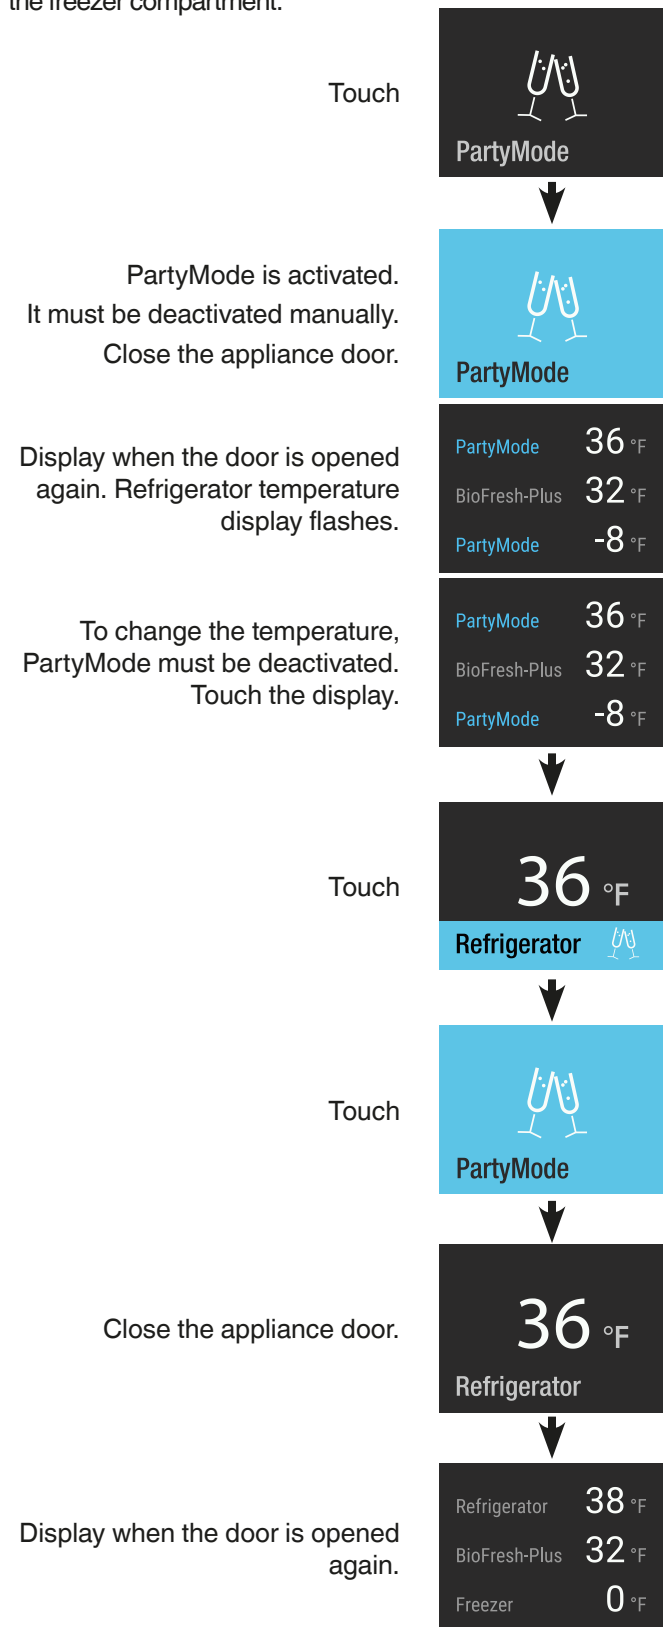 the freezer compartment.
Touch
PartyMode
PartyMode is activated.
It must be deactivated manually.
Close the appliance door.
PartyMode
Display when the door is opened
again. Refrigerator temperature
display flashes.
PartyMode 36 °F
BioFresh-Plus 32 °F
PartyMode -8 °F
To change the temperature,
PartyMode must be deactivated.
Touch the display.
PartyMode 36 °F
BioFresh-Plus 32 °F
PartyMode -8 °F
Touch
36 °F
Refrigerator
Touch
PartyMode
Close the appliance door.
36 °F
Refrigerator
Display when the door is opened
again.
Refrigerator 38 °F
BioFresh-Plus 32 °F
Freezer 0 °F